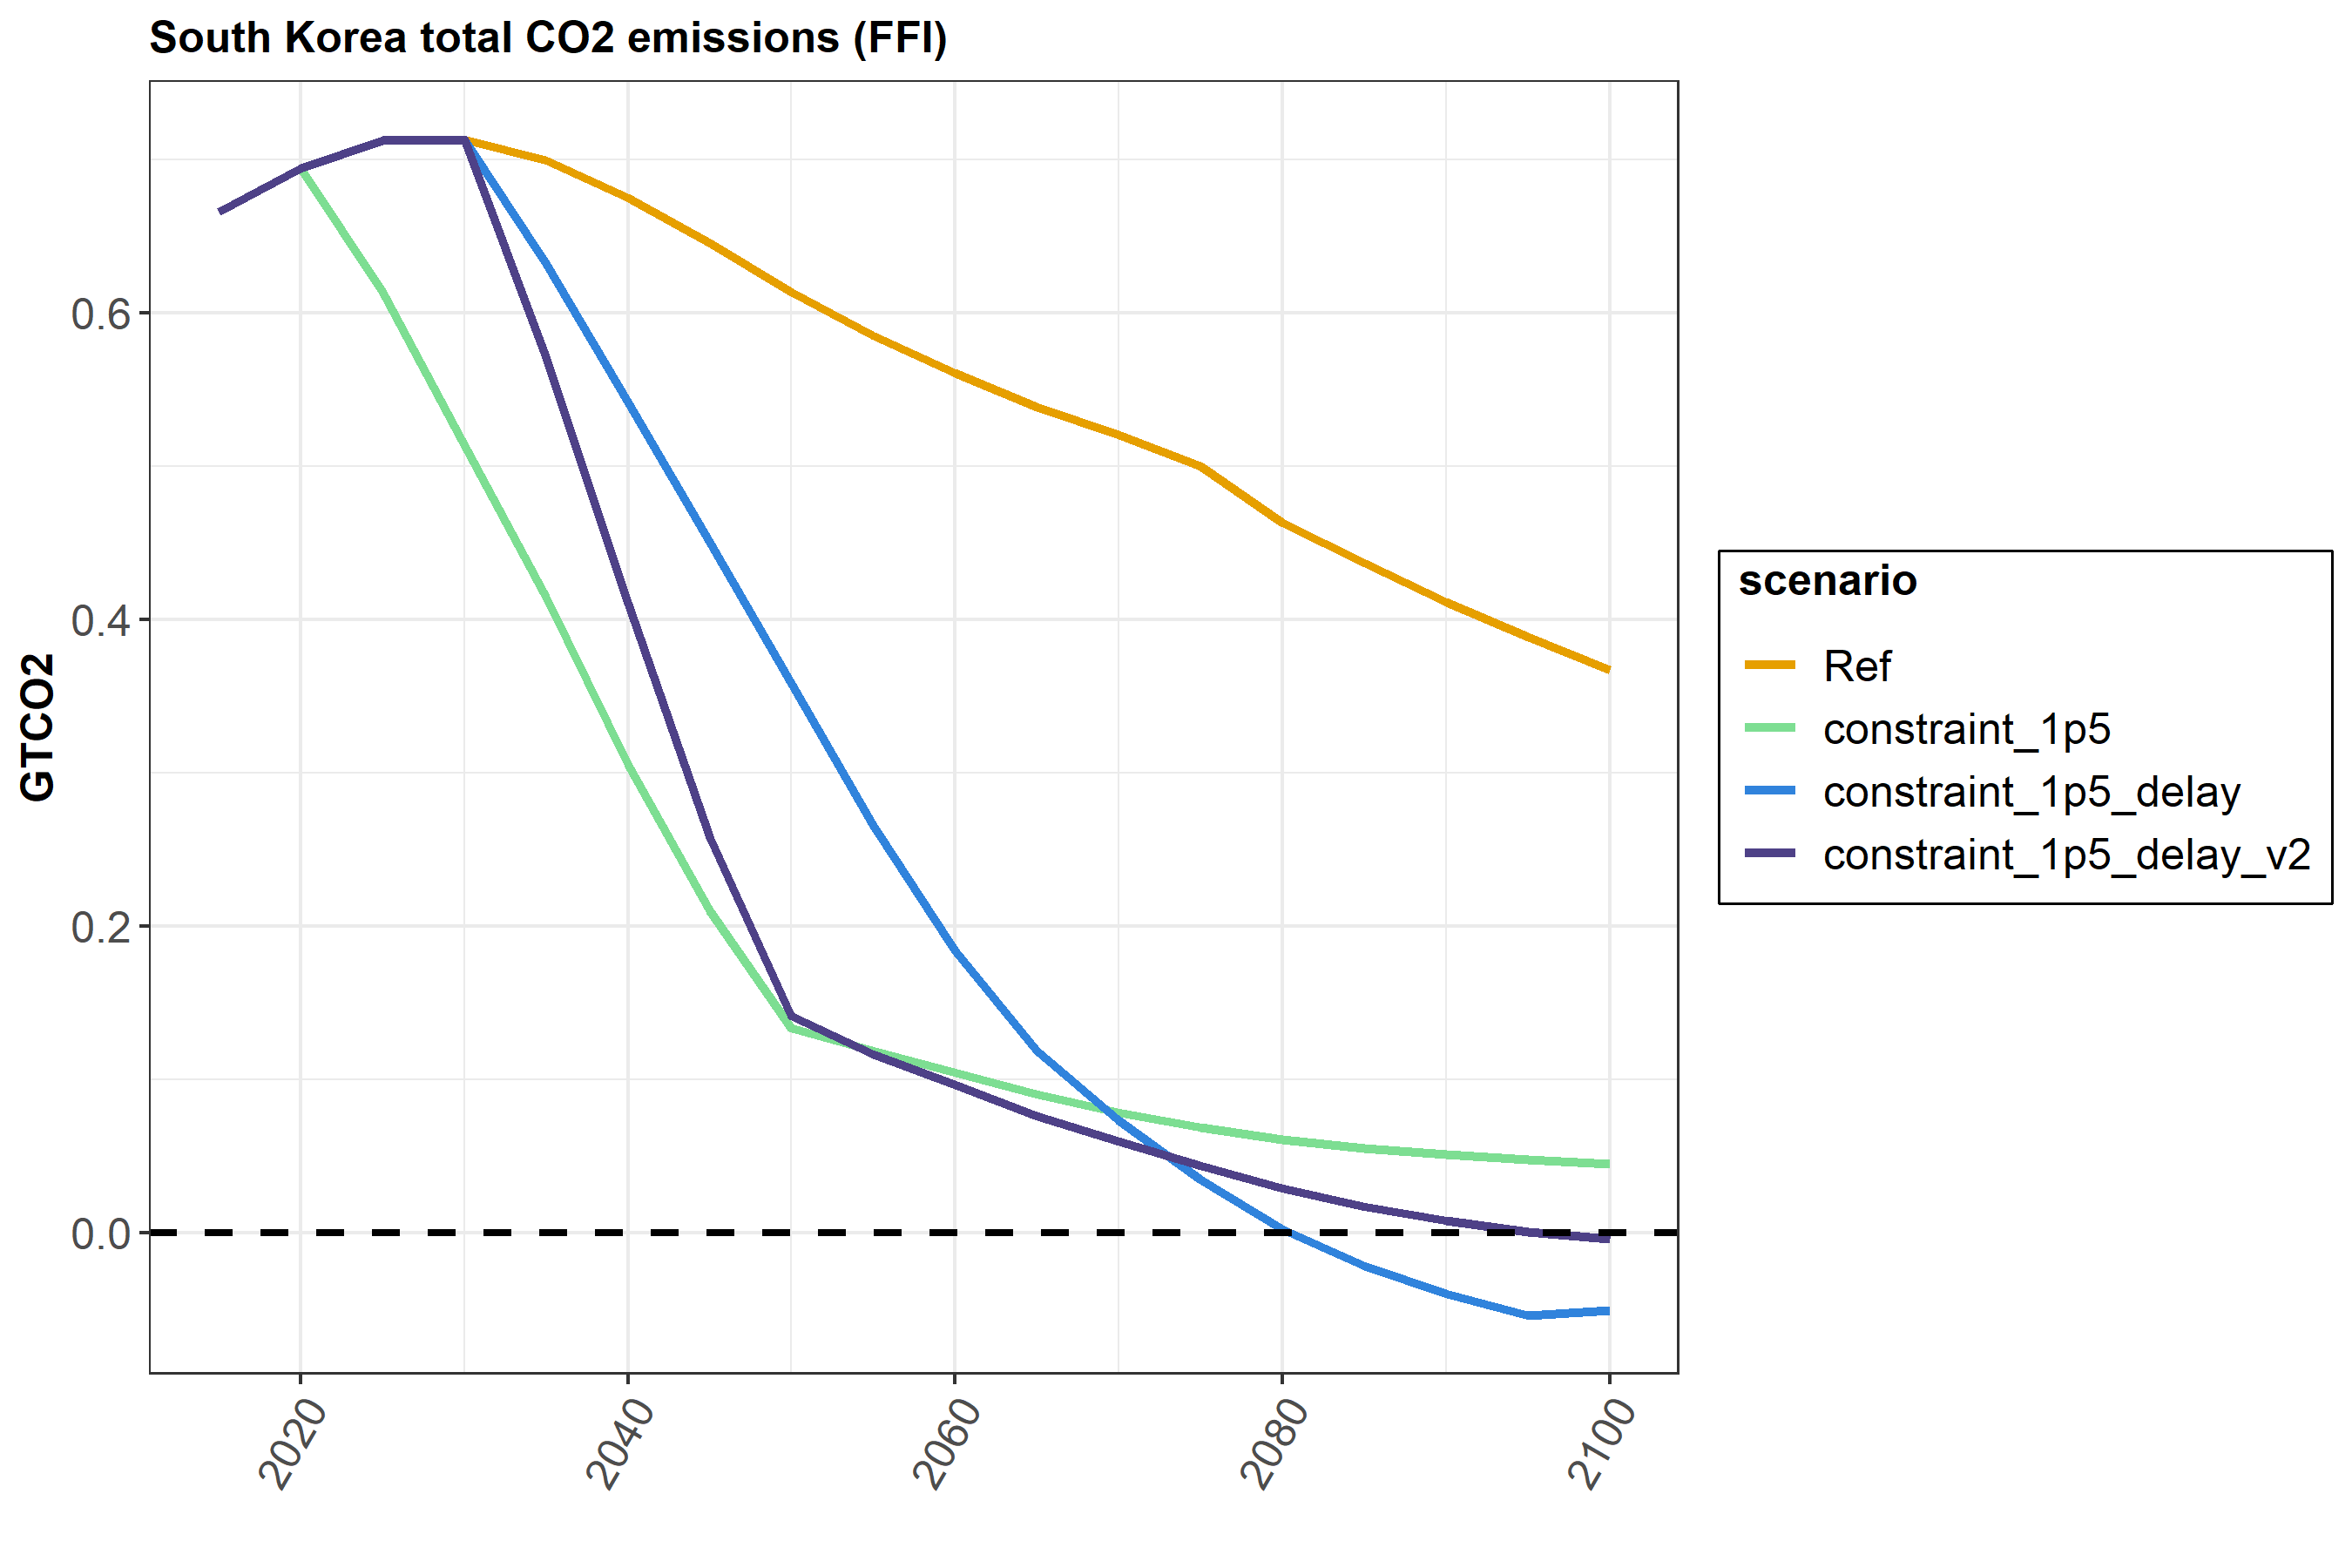 South Korea total CO2 emissions (FFI)
GTCO2
0.6
0.4
0.2
0.0
2020
2040
2060
2080
2100
scenario
Ref
constraint_1p5
constraint_1p5_delay
constraint_1p5_delay_v2